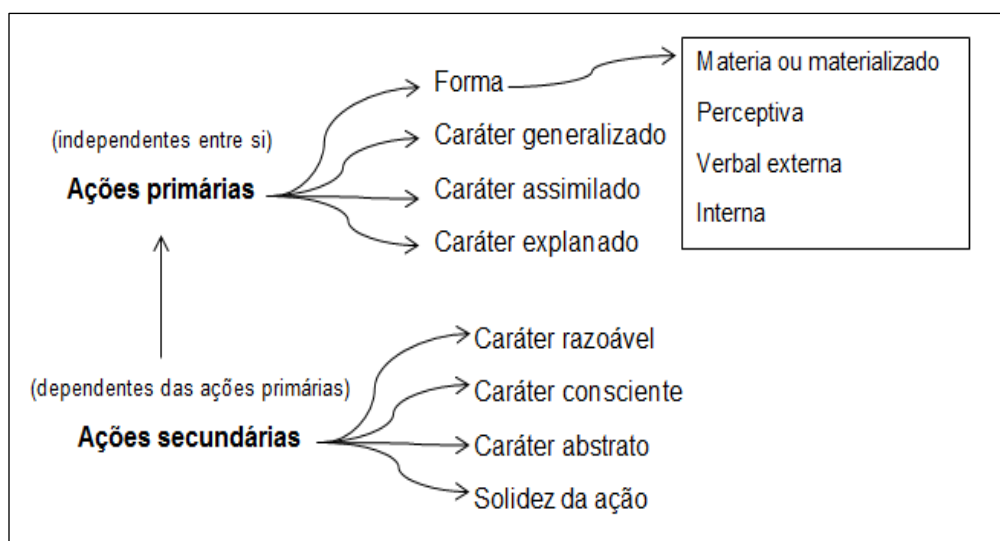 (independentes entre si)
Ações primárias
Forma
Caráter generalizado
Caráter assimilado
Caráter explanado
Materia ou materializado
Perceptiva
Verbal externa
Interna
(dependentes das ações primárias)
Ações secundárias
Caráter razoável
Caráter consciente
Caráter abstrato
Solidez da ação